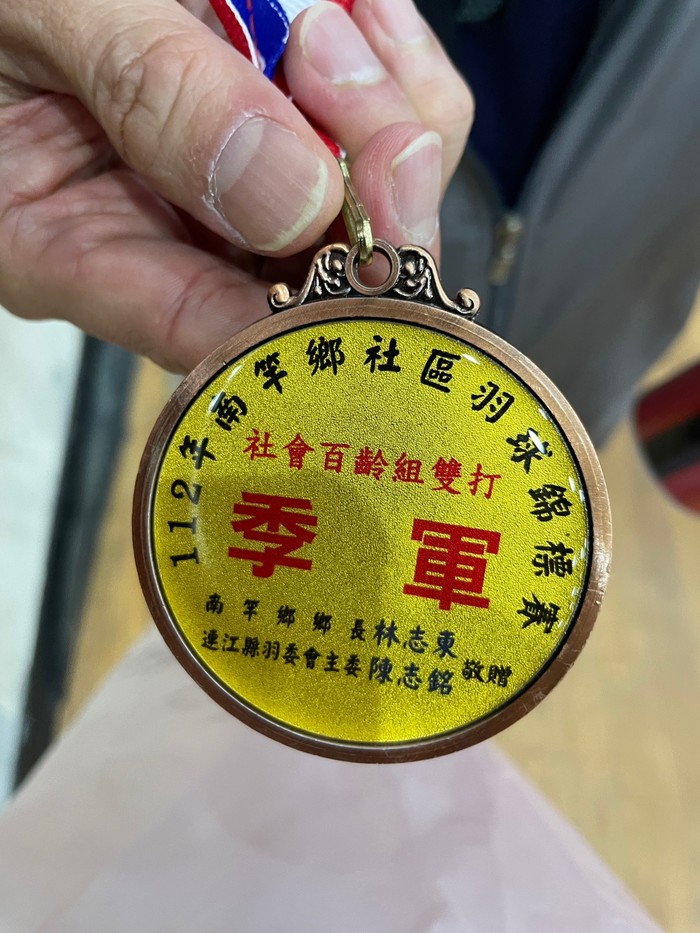 112年南竿鄉社區羽球錦標賽
社會百齡組雙打
季軍
南竿鄉鄉長林志東
連江縣羽委會主委陳志銘敬贈